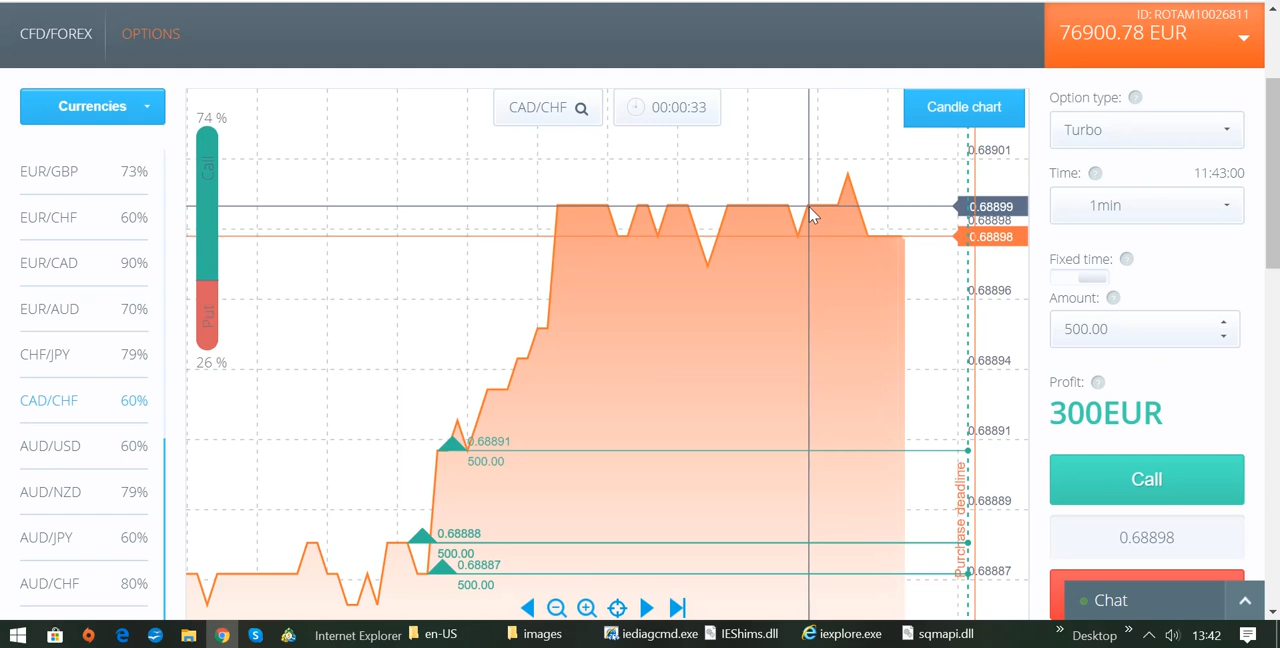 CFD/FOREX
OPTIONS
ID: ROTAM10026811
76900.78 EUR
Currencies
74 %
Call
Put
26 %
EUR/GBP 73%
EUR/CHF 60%
EUR/CAD 90%
EUR/AUD 70%
CHF/JPY 79%
CAD/CHF 60%
AUD/USD 60%
AUD/NZD 79%
AUD/JPY 60%
AUD/CHF 80%
CAD/CHF
00:00:33
Candle chart
0.68901
0.68899
0.68898
0.68898
0.68896
0.68894
0.68891
0.68889
0.68887
0.68891
500.00
0.68888
500.00
0.68887
500.00
Purchase deadline
Option type: ?
Turbo
Time: ? 11:43:00
1min
Fixed time: ?
Amount: ?
500.00
Profit: ?
300EUR
Call
0.68898
Chat
Internet Explorer
en-US
images
iediagcmd.exe
IEShims.dll
iexplore.exe
sqmapi.dll
Desktop
13:42